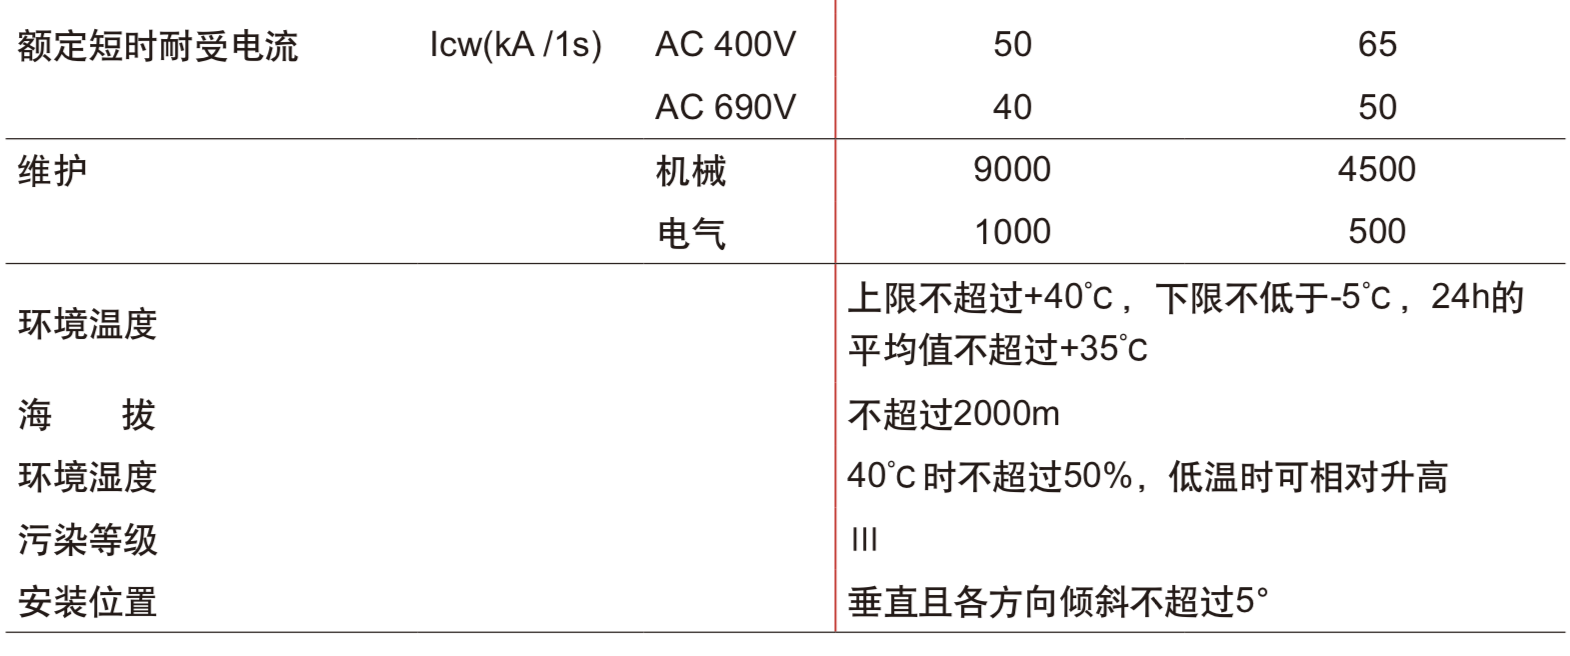 额定短时耐受电流 Icw(kA /1s) AC 400V 50 65
AC 690V 40 50
维护 机械 9000 4500
电气 1000 500
环境温度 上限不超过+40℃，下限不低于-5℃，24h的
平均值不超过+35℃
海 拔 不超过2000m
环境湿度 40℃时不超过50%，低温时可相对升高
污染等级 III
安装位置 垂直且各方向倾斜不超过5°